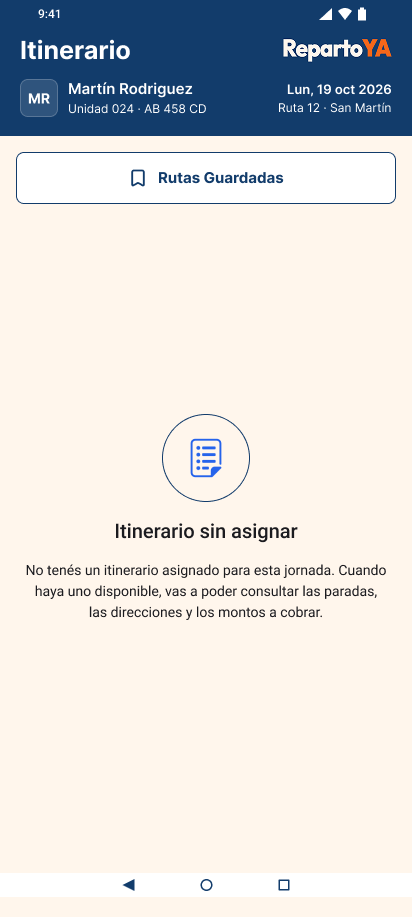 9:41
Itinerario
RepartoYA
MR
Martín Rodriguez
Lun, 19 oct 2026
Unidad 024 · AB 458 CD
Ruta 12 · San Martín
Rutas Guardadas
Itinerario sin asignar
No tenés un itinerario asignado para esta jornada. Cuando
haya uno disponible, vas a poder consultar las paradas,
las direcciones y los montos a cobrar.